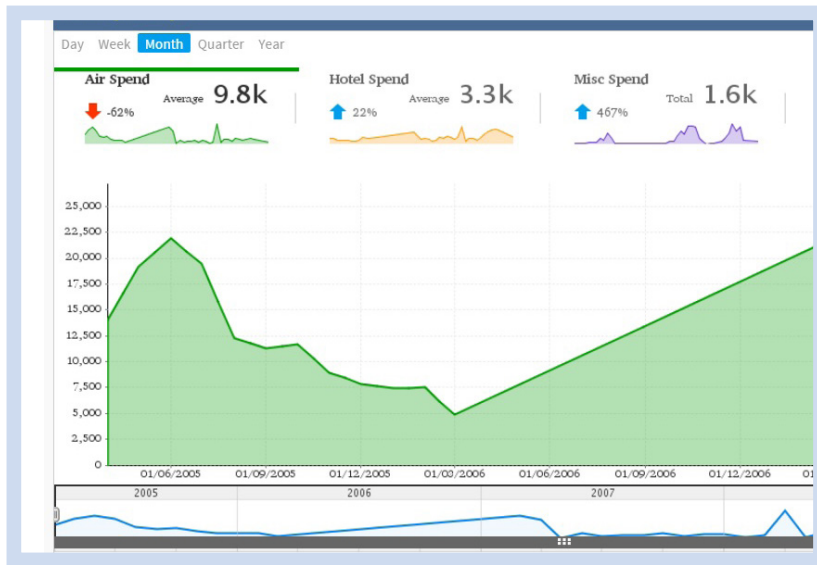 Day Week Month Quarter Year
Air Spend
Average 9.8k
-62%
Hotel Spend
Average 3.3k
22%
Misc Spend
Total 1.6k
467%
25,000
22,500
20,000
17,500
15,000
12,500
10,000
7,500
5,000
2,500
0
01/06/2005 01/09/2005 01/12/2005 01/03/2006 01/06/2006 01/09/2006 01/12/2006
2005 2006 2007